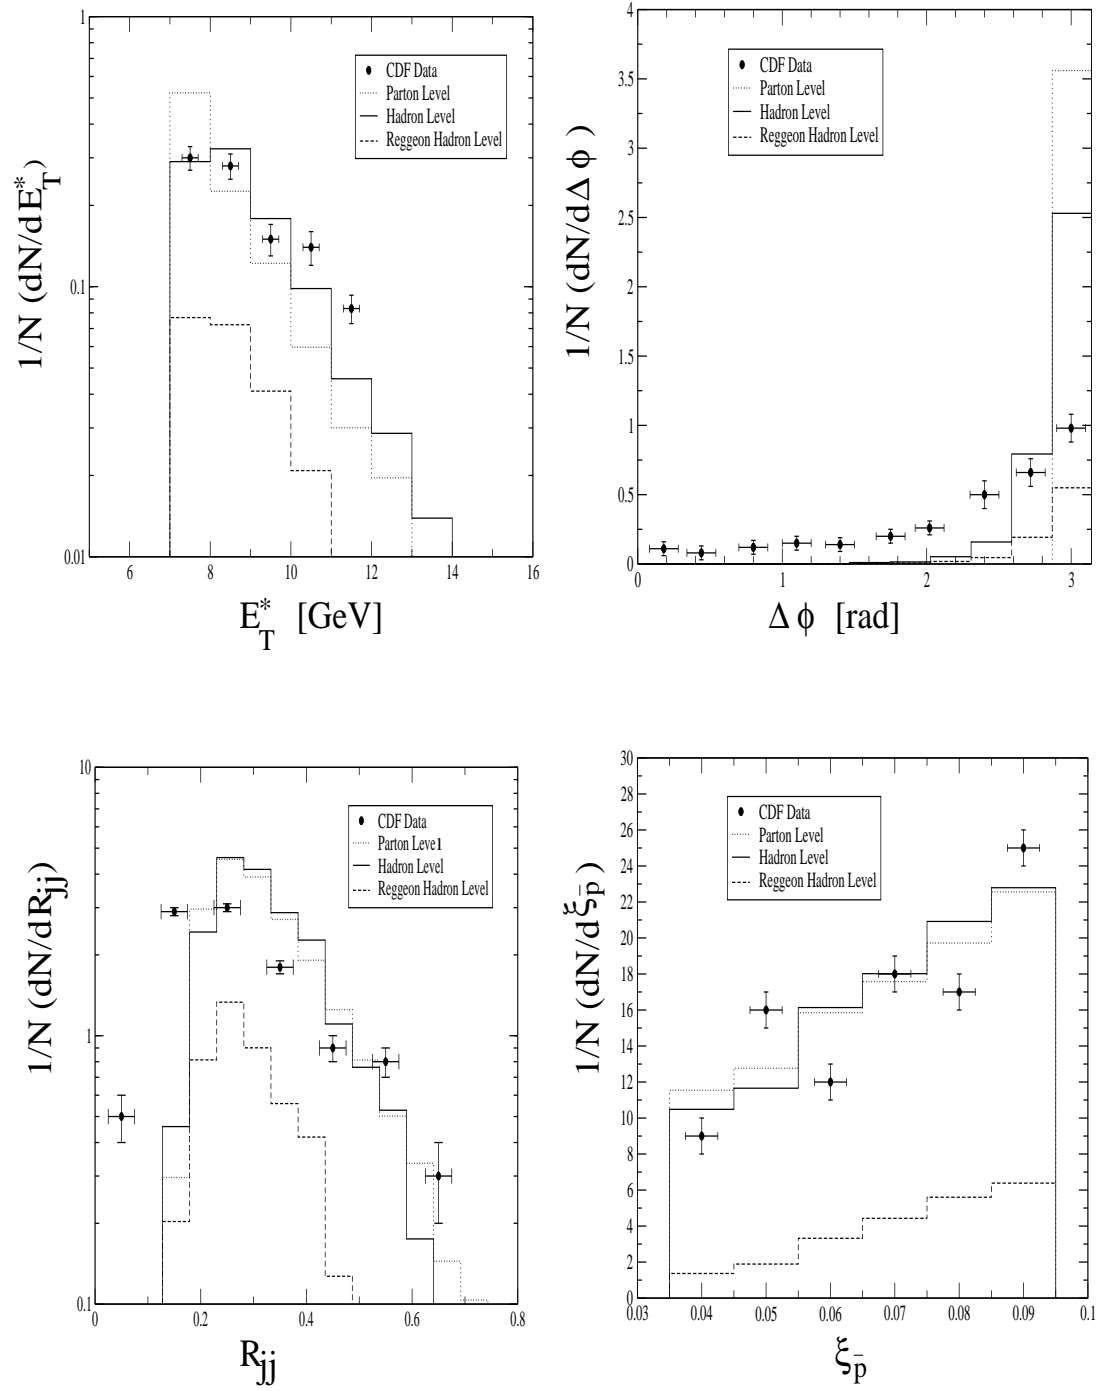 1
0.1
0.01
1/N (dN/dE*T)
CDF Data
Parton Level
Hadron Level
Reggeon Hadron Level
6 8 10 12 14 16
E*T [GeV]
4
3.5
3
2.5
2
1.5
1
0.5
0
1/N (dN/dΔϕ)
CDF Data
Parton Level
Hadron Level
Reggeon Hadron Level
0 1 2 3
Δϕ [rad]
10
1
0.1
1/N (dN/dRjj)
CDF Data
Parton Level
Hadron Level
Reggeon Hadron Level
0 0.2 0.4 0.6 0.8
Rjj
30
28
26
24
22
20
18
16
14
12
10
8
6
4
2
0
1/N (dN/dξp̄)
CDF Data
Parton Level
Hadron Level
Reggeon Hadron Level
0.03 0.04 0.05 0.06 0.07 0.08 0.09 0.1
ξp̄